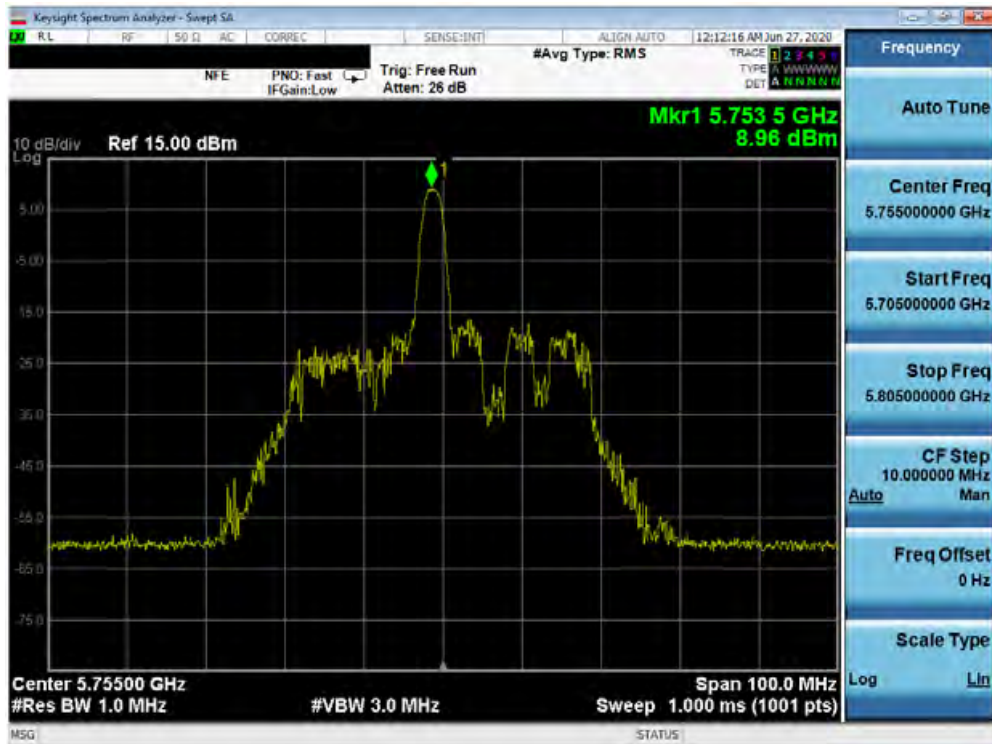 Keysight Spectrum Analyzer - Swept SA
RL RF 50 Ω AC CORREC SENSE:INT ALIGN AUTO 12:12:16 AM Jun 27, 2020
#Avg Type: RMS
TRACE 1 2 3 4 5 6
TYPE A WWWWW
DET A N N N N N
NFE PNO: Fast Trig: Free Run
IFGain:Low Atten: 26 dB
Mkr1 5.753 5 GHz
8.96 dBm
10 dB/div Ref 15.00 dBm
Log
1
5.00
-5.00
-15.0
-25.0
-35.0
-45.0
-55.0
-65.0
-75.0
Center 5.75500 GHz Span 100.0 MHz
#Res BW 1.0 MHz #VBW 3.0 MHz Sweep 1.000 ms (1001 pts)
MSG STATUS
Frequency
Auto Tune
Center Freq
5.755000000 GHz
Start Freq
5.705000000 GHz
Stop Freq
5.805000000 GHz
CF Step
10.000000 MHz
Auto Man
Freq Offset
0 Hz
Scale Type
Log Lin